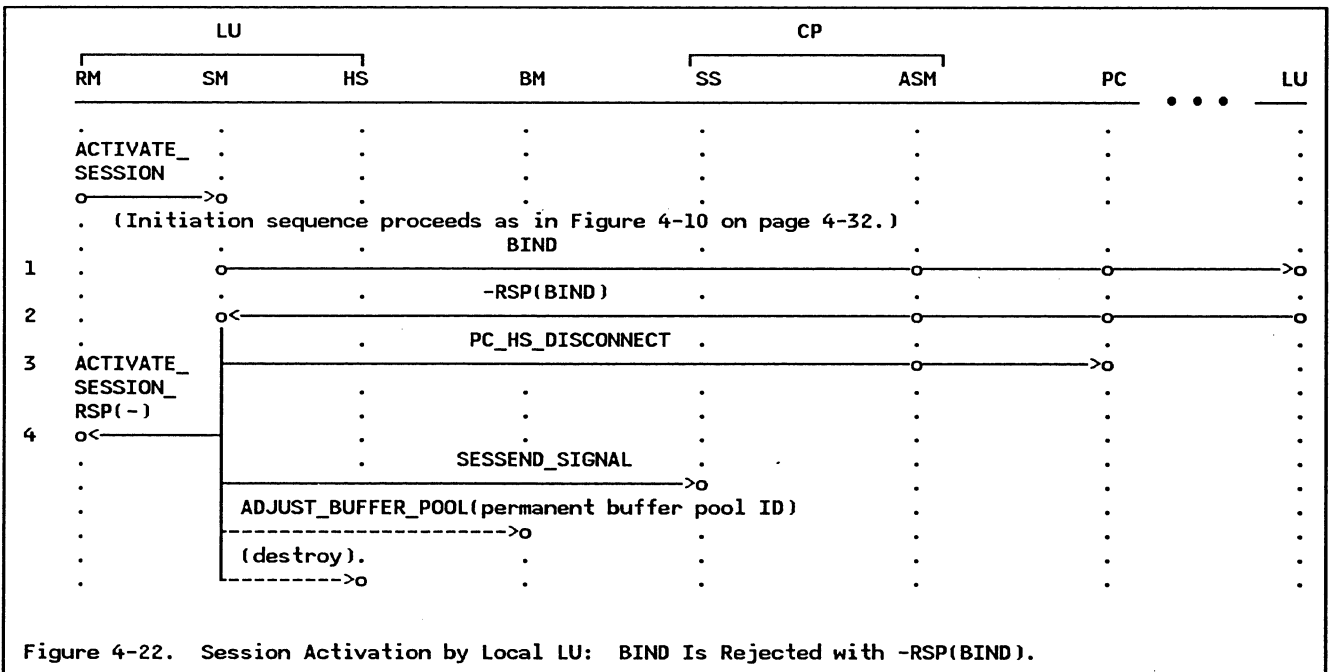 LU CP
RM SM HS BM SS ASM PC LU
ACTIVATE_
SESSION
(Initiation sequence proceeds as in Figure 4-10 on page 4-32.)
BIND
1
-RSP(BIND)
2
PC_HS_DISCONNECT
3 ACTIVATE_
SESSION_
RSP(-)
4
SESSEND_SIGNAL
ADJUST_BUFFER_POOL(permanent buffer pool ID)
(destroy).
Figure 4-22. Session Activation by Local LU: BIND Is Rejected with -RSP(BIND).